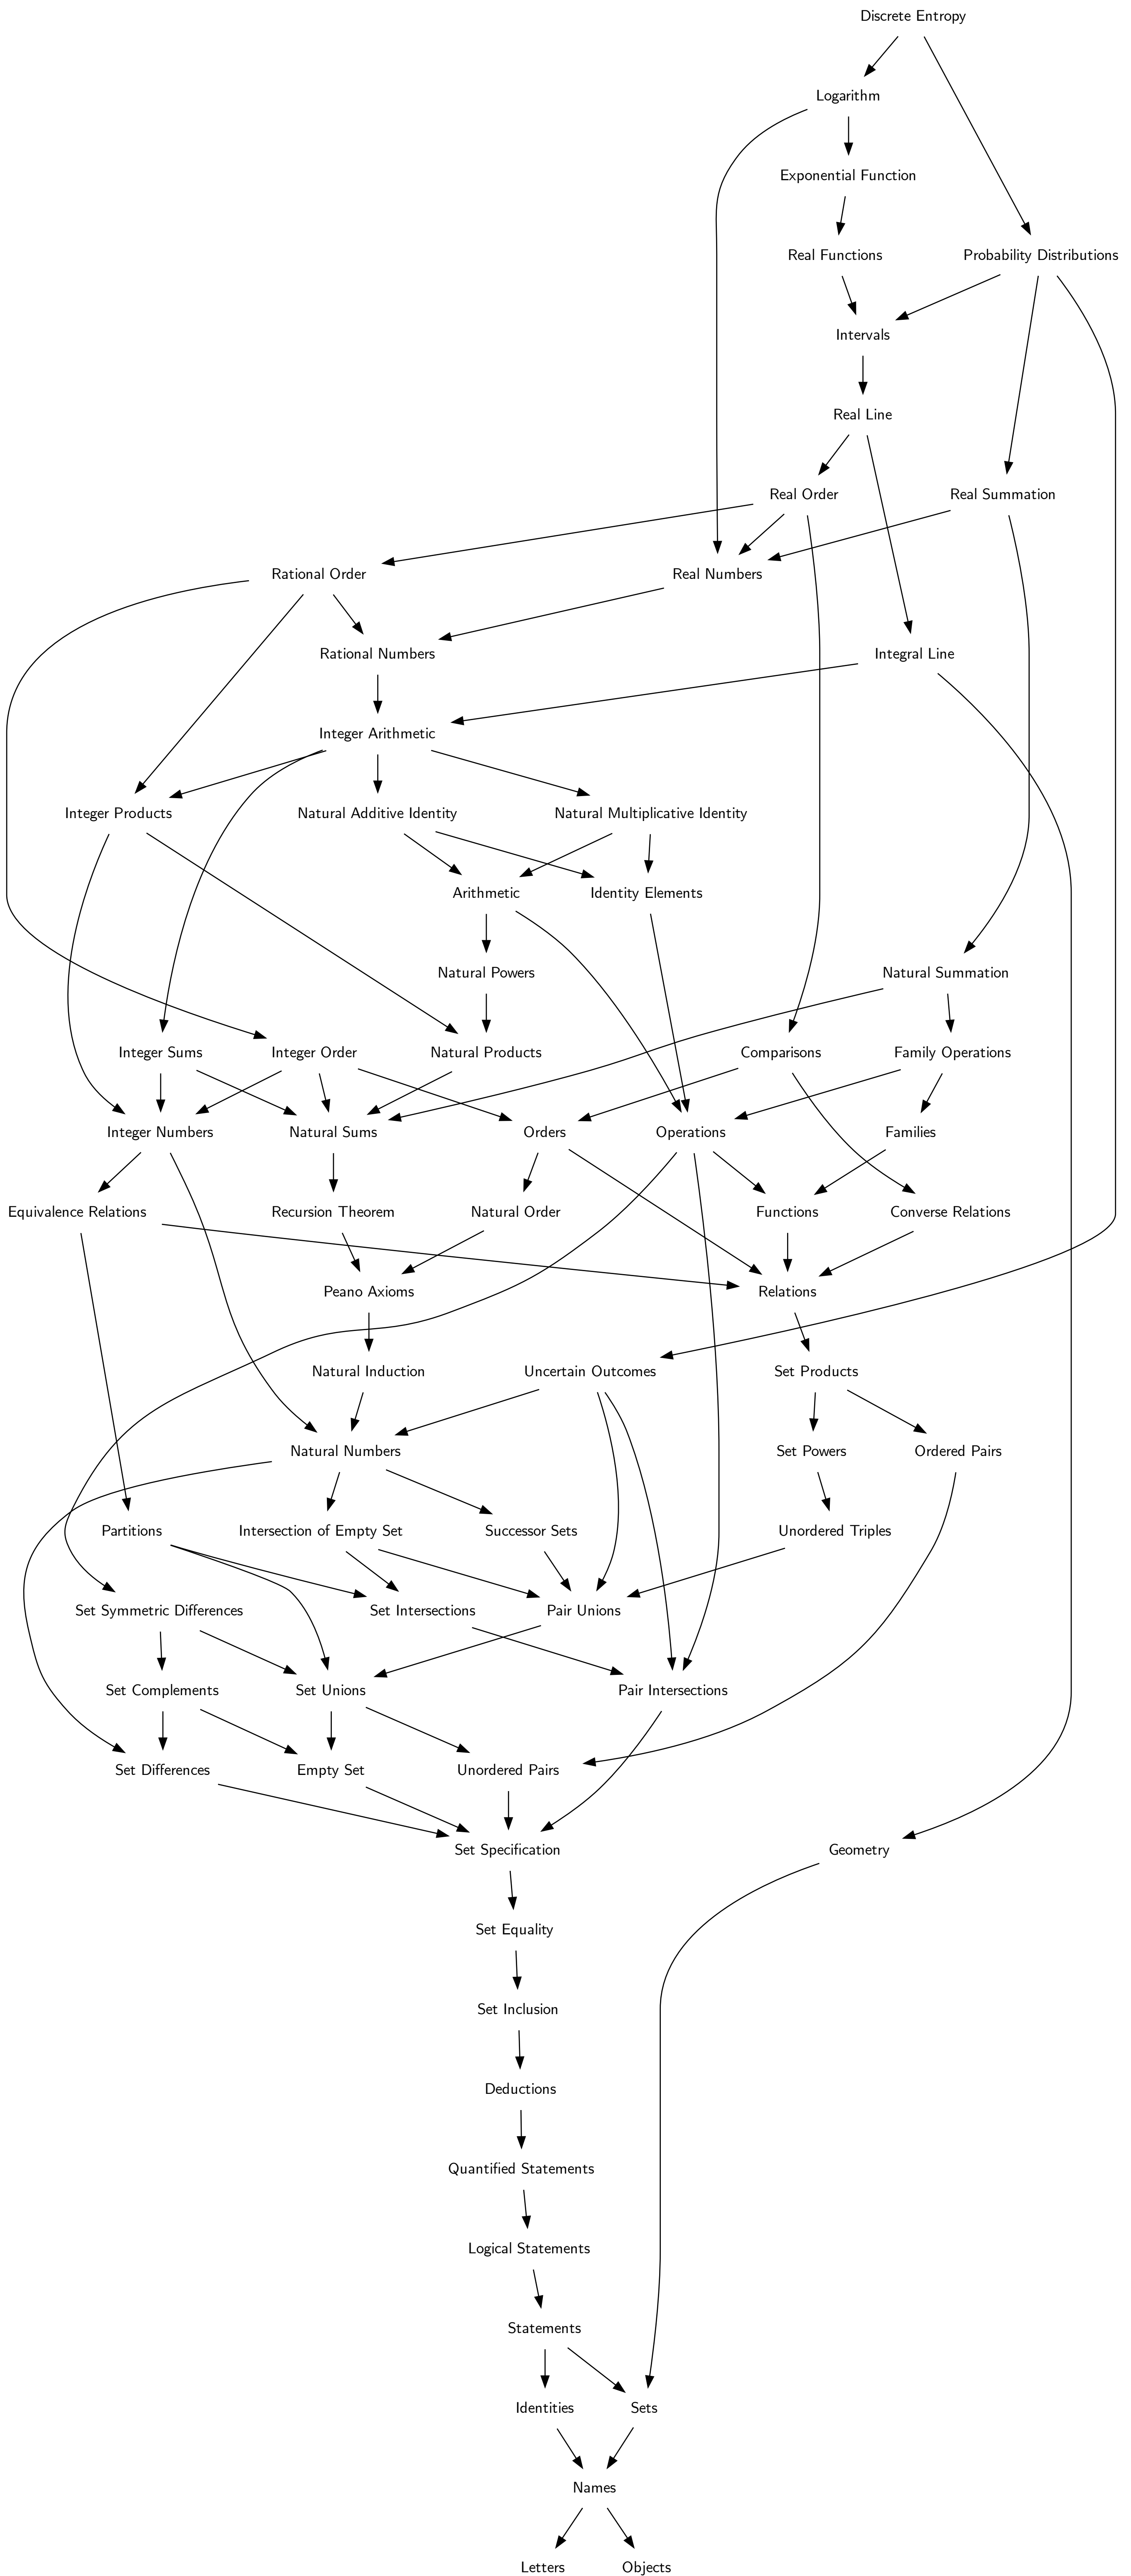 Discrete Entropy
Logarithm
Exponential Function
Real Functions
Probability Distributions
Intervals
Real Line
Real Order
Real Summation
Rational Order
Real Numbers
Rational Numbers
Integral Line
Integer Arithmetic
Integer Products
Natural Additive Identity
Natural Multiplicative Identity
Arithmetic
Identity Elements
Natural Powers
Natural Summation
Integer Sums
Integer Order
Natural Products
Comparisons
Family Operations
Integer Numbers
Natural Sums
Orders
Operations
Families
Equivalence Relations
Recursion Theorem
Natural Order
Functions
Converse Relations
Peano Axioms
Relations
Natural Induction
Uncertain Outcomes
Set Products
Natural Numbers
Set Powers
Ordered Pairs
Partitions
Intersection of Empty Set
Successor Sets
Unordered Triples
Set Symmetric Differences
Set Intersections
Pair Unions
Set Complements
Set Unions
Pair Intersections
Set Differences
Empty Set
Unordered Pairs
Set Specification
Geometry
Set Equality
Set Inclusion
Deductions
Quantified Statements
Logical Statements
Statements
Identities
Sets
Names
Letters
Objects